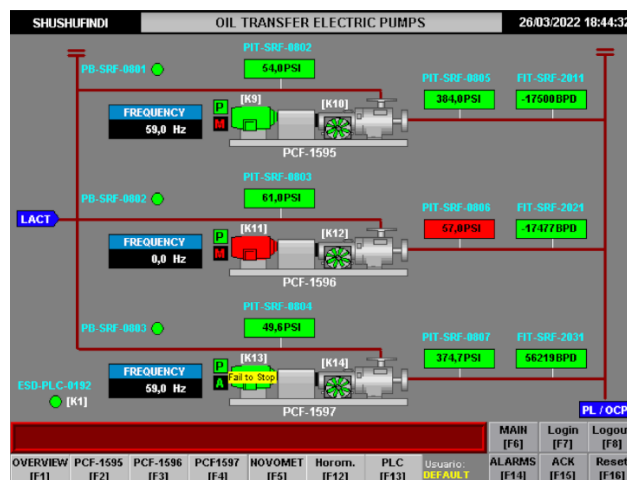 SHUSHUFINDI
OIL TRANSFER ELECTRIC PUMPS
26/03/2022 18:44:32
PIT-SRF-0802
PB-SRF-0801
54,0PSI
PIT-SRF-0805
FIT-SRF-2011
384,0PSI
-17500BPD
FREQUENCY
59,0 Hz
P
M
[K9]
[K10]
PCF-1595
PIT-SRF-0803
PB-SRF-0802
61,0PSI
LACT
PIT-SRF-0806
FIT-SRF-2021
57,0PSI
-17477BPD
FREQUENCY
0,0 Hz
P
M
[K11]
[K12]
PCF-1596
PIT-SRF-0804
PB-SRF-0803
49,6PSI
PIT-SRF-0807
FIT-SRF-2031
374,7PSI
56219BPD
FREQUENCY
59,0 Hz
P
A
[K13]
Fail to Stop
[K14]
PCF-1597
ESD-PLC-0192
[K1]
PL / OCP
MAIN
[F6]
Login
[F7]
Logout
[F8]
OVERVIEW
[F1]
PCF-1595
[F2]
PCF-1596
[F3]
PCF1597
[F4]
NOVOMET
[F5]
Horom.
[F12]
PLC
[F13]
Usuario:
DEFAULT
ALARMS
[F14]
ACK
[F15]
Reset
[F16]